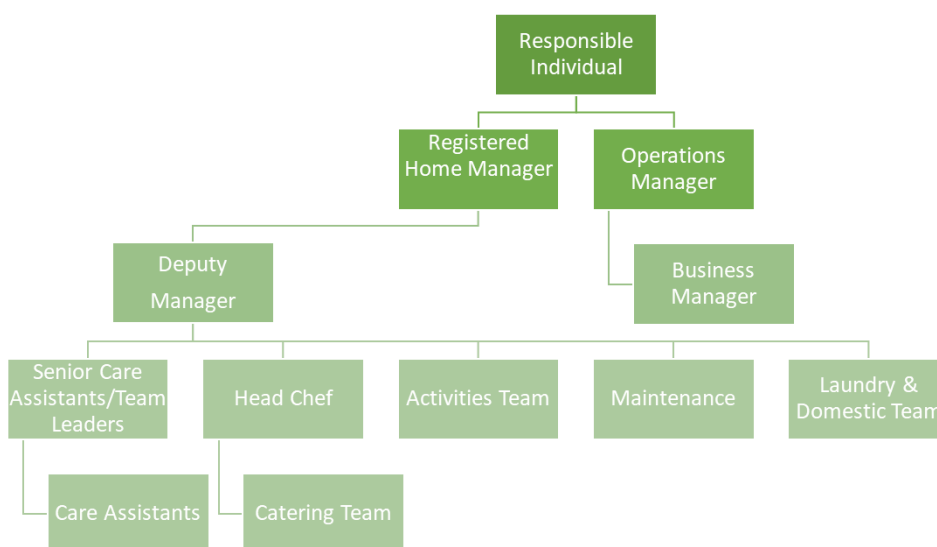 Responsible
Individual
Registered
Home Manager
Operations
Manager
Deputy
Manager
Business
Manager
Senior Care
Assistants/Team
Leaders
Head Chef
Activities Team
Maintenance
Laundry &
Domestic Team
Care Assistants
Catering Team